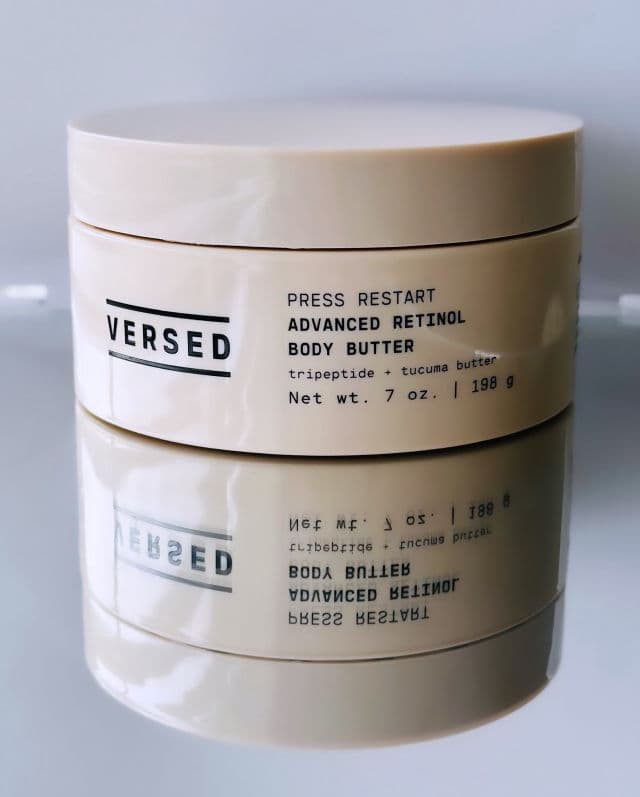 VERSED
PRESS RESTART
ADVANCED RETINOL
BODY BUTTER
tripeptide + tucuma butter
Net wt. 7 oz. | 198 g